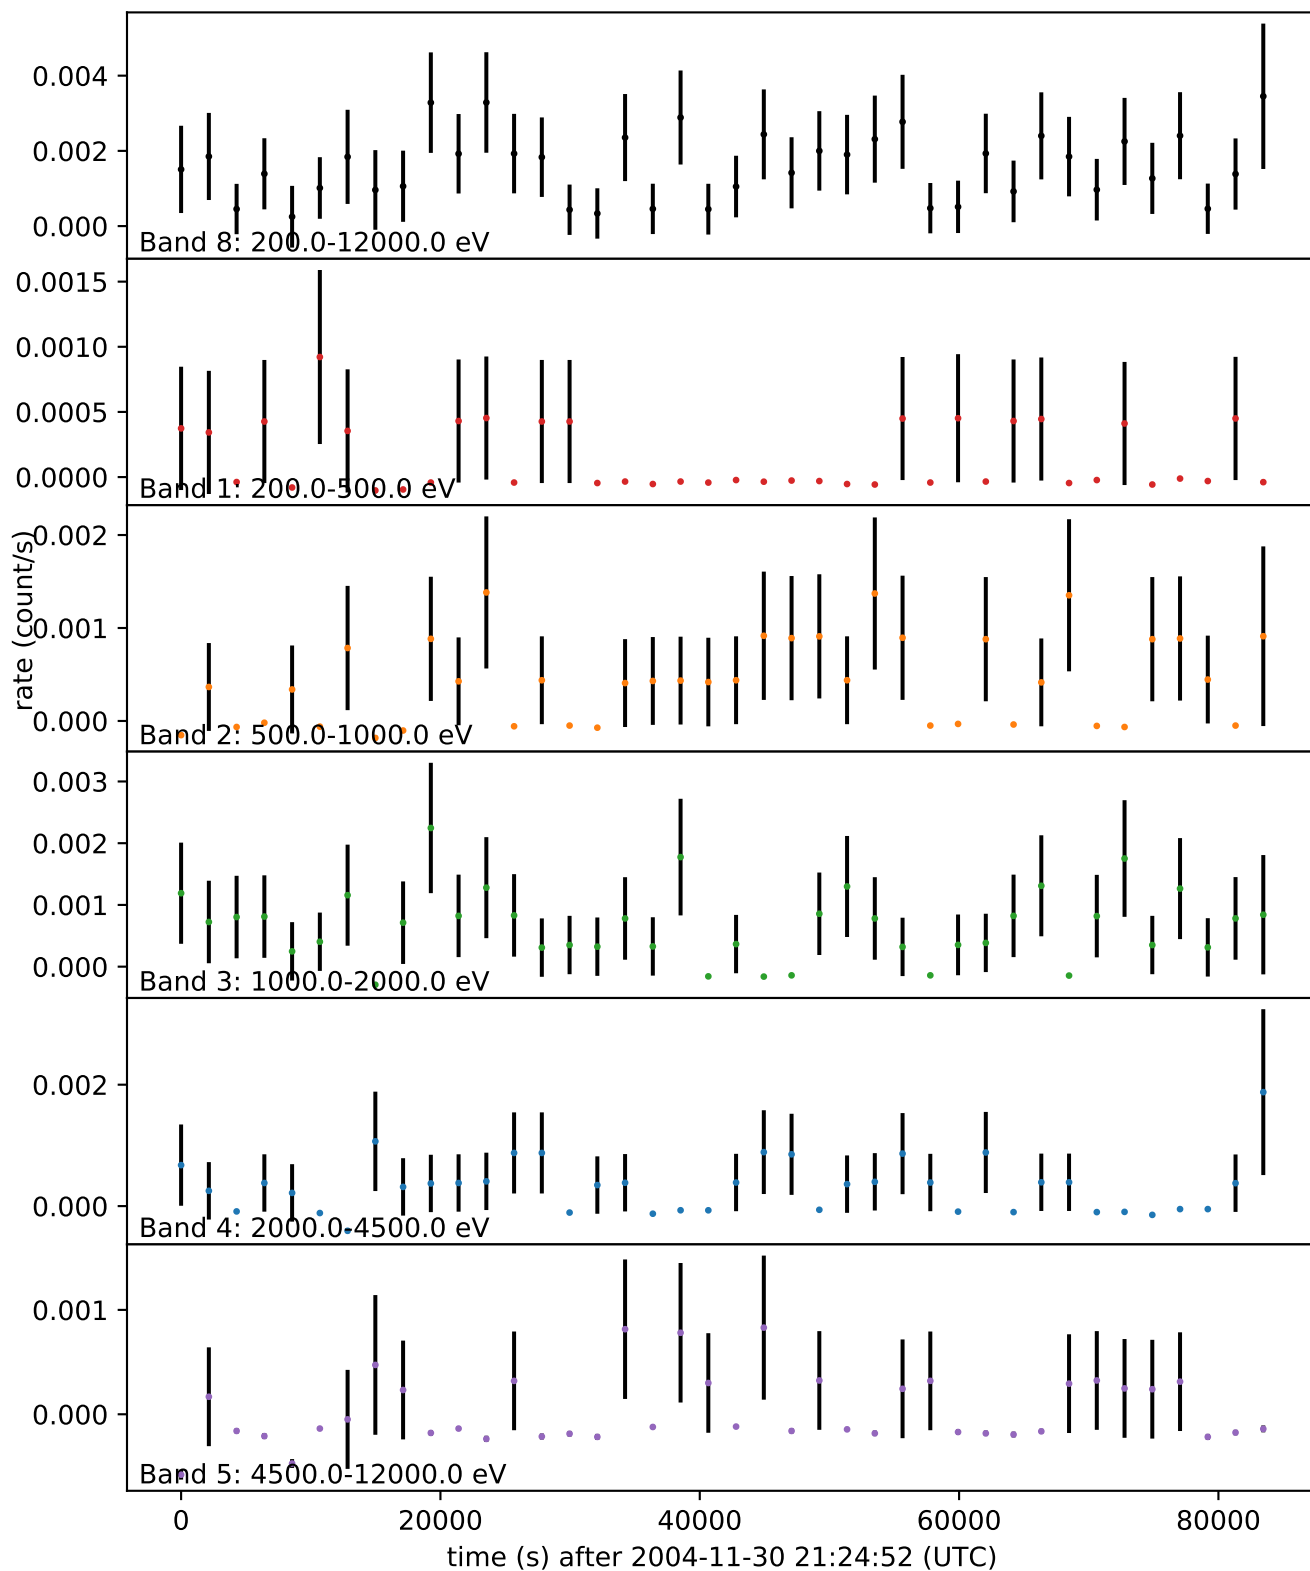 0.004
0.002
0.000
Band 8: 200.0-12000.0 eV
0.0015
0.0010
0.0005
0.0000
Band 1: 200.0-500.0 eV
rate (count/s)
0.002
0.001
0.000
Band 2: 500.0-1000.0 eV
0.003
0.002
0.001
0.000
Band 3: 1000.0-2000.0 eV
0.002
0.000
Band 4: 2000.0-4500.0 eV
0.001
0.000
Band 5: 4500.0-12000.0 eV
0 20000 40000 60000 80000
time (s) after 2004-11-30 21:24:52 (UTC)